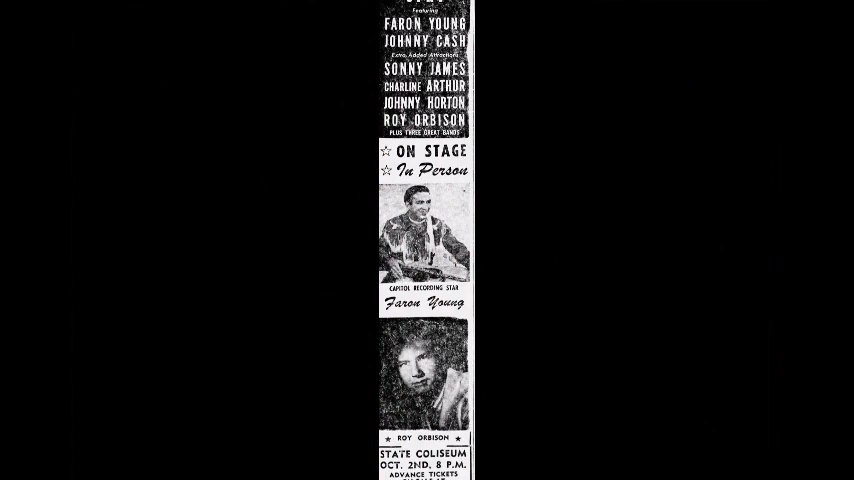 Featuring
FARON YOUNG
JOHNNY CASH
Extra Added Attractions
SONNY JAMES
CHARLINE ARTHUR
JOHNNY HORTON
ROY ORBISON
PLUS THREE GREAT BANDS
☆ ON STAGE
☆ In Person
CAPITOL RECORDING STAR
Faron Young
★ ROY ORBISON ★
STATE COLISEUM
OCT. 2ND, 8 P.M.
ADVANCE TICKETS